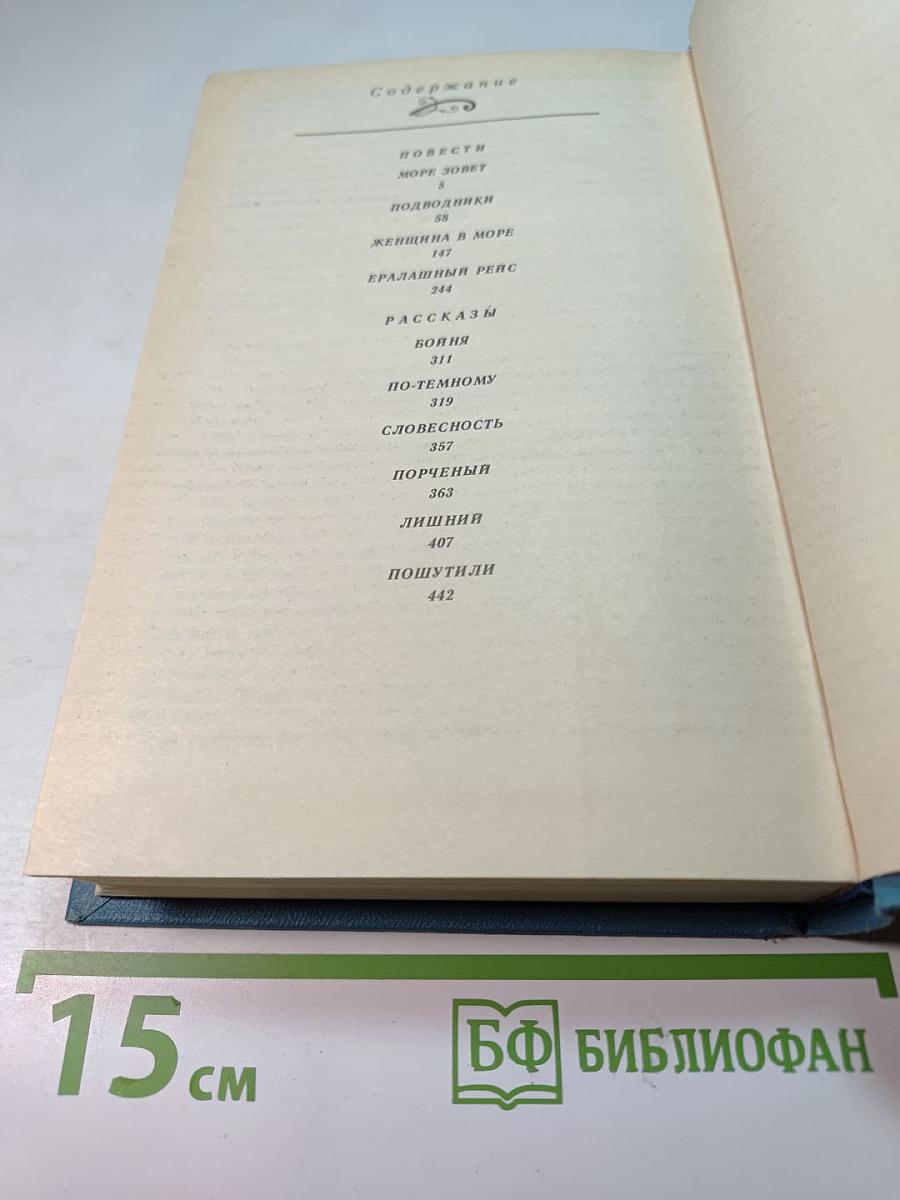 Содержание
ПОВЕСТИ
МОРЕ ЗОВЕТ
5
ПОДВОДНИКИ
58
ЖЕНЩИНА В МОРЕ
147
ЕРАЛАШНЫЙ РЕЙС
244
РАССКАЗЫ
БОЙНЯ
311
ПО-ТЕМНОМУ
319
СЛОВЕСНОСТЬ
357
ПОРЧЕНЫЙ
363
ЛИШНИЙ
407
ПОШУТИЛИ
442
15 см
БФ БИБЛИОФАН